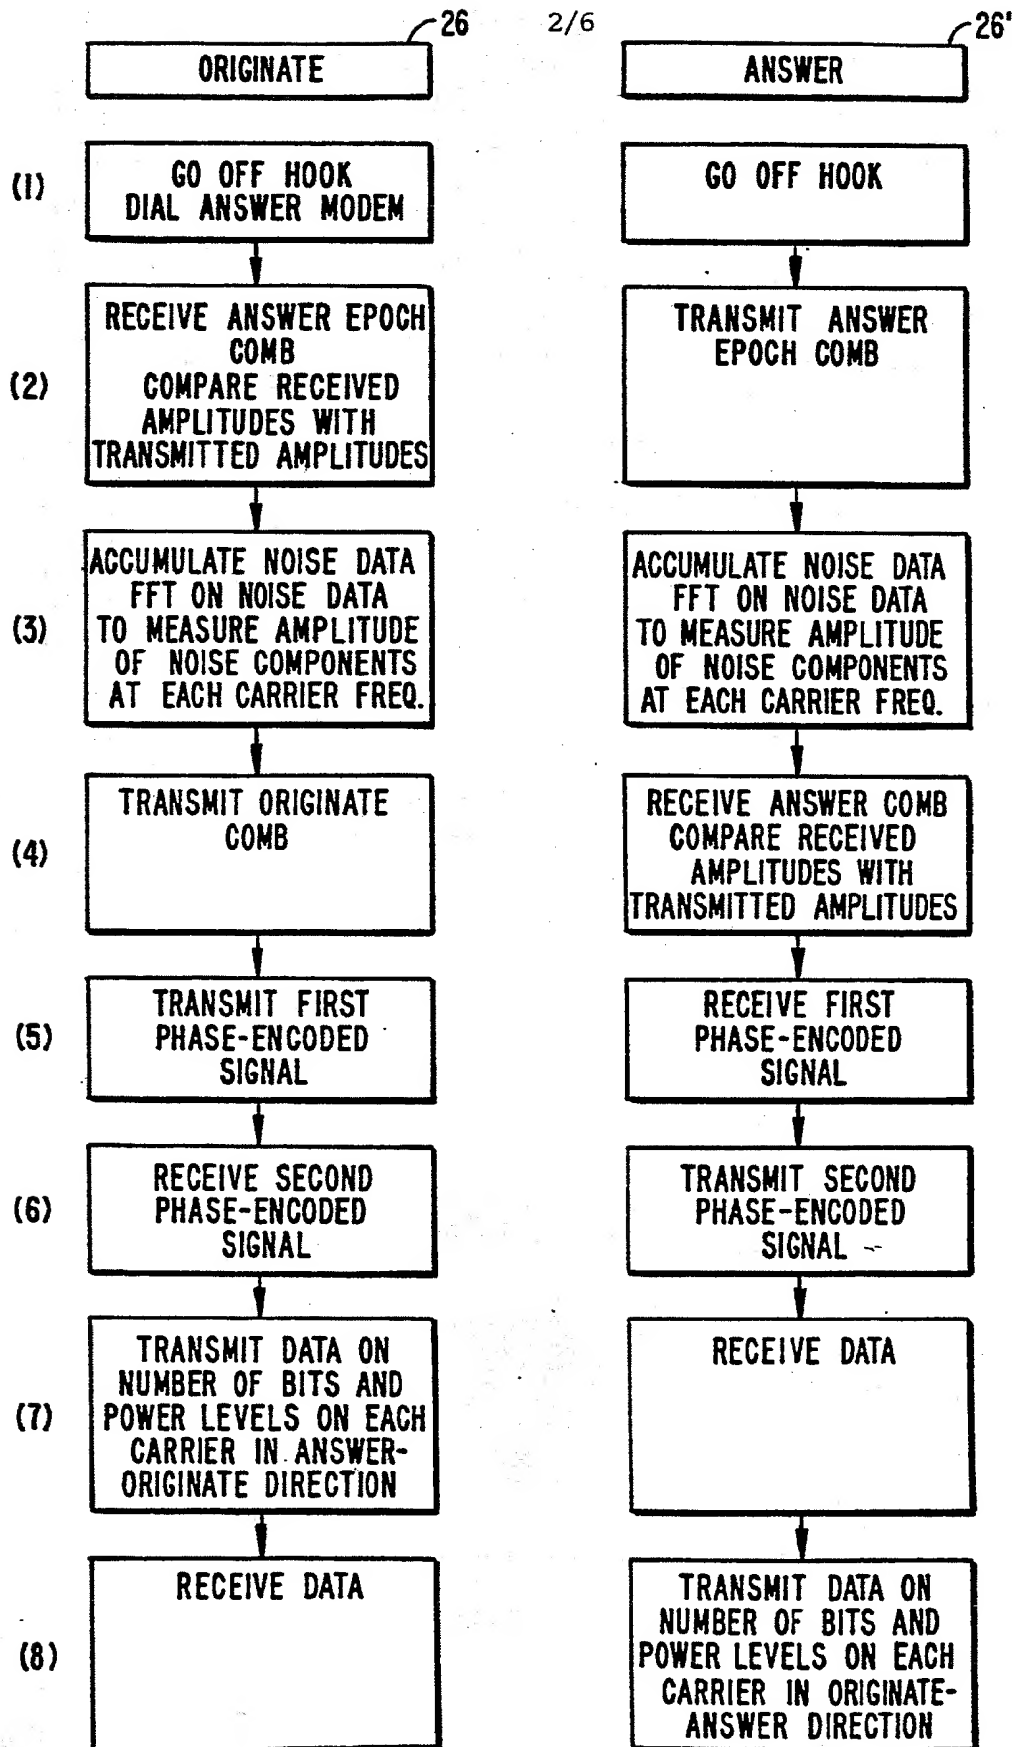 26
2/6
26'
ORIGINATE
ANSWER
(1)
GO OFF HOOK
DIAL ANSWER MODEM
GO OFF HOOK
(2)
RECEIVE ANSWER EPOCH
COMB
COMPARE RECEIVED
AMPLITUDES WITH
TRANSMITTED AMPLITUDES
TRANSMIT ANSWER
EPOCH COMB
(3)
ACCUMULATE NOISE DATA
FFT ON NOISE DATA
TO MEASURE AMPLITUDE
OF NOISE COMPONENTS
AT EACH CARRIER FREQ.
ACCUMULATE NOISE DATA
FFT ON NOISE DATA
TO MEASURE AMPLITUDE
OF NOISE COMPONENTS
AT EACH CARRIER FREQ.
(4)
TRANSMIT ORIGINATE
COMB
RECEIVE ANSWER COMB
COMPARE RECEIVED
AMPLITUDES WITH
TRANSMITTED AMPLITUDES
(5)
TRANSMIT FIRST
PHASE-ENCODED
SIGNAL
RECEIVE FIRST
PHASE-ENCODED
SIGNAL
(6)
RECEIVE SECOND
PHASE-ENCODED
SIGNAL
TRANSMIT SECOND
PHASE-ENCODED
SIGNAL
(7)
TRANSMIT DATA ON
NUMBER OF BITS AND
POWER LEVELS ON EACH
CARRIER IN ANSWER-
ORIGINATE DIRECTION
RECEIVE DATA
(8)
RECEIVE DATA
TRANSMIT DATA ON
NUMBER OF BITS AND
POWER LEVELS ON EACH
CARRIER IN ORIGINATE-
ANSWER DIRECTION